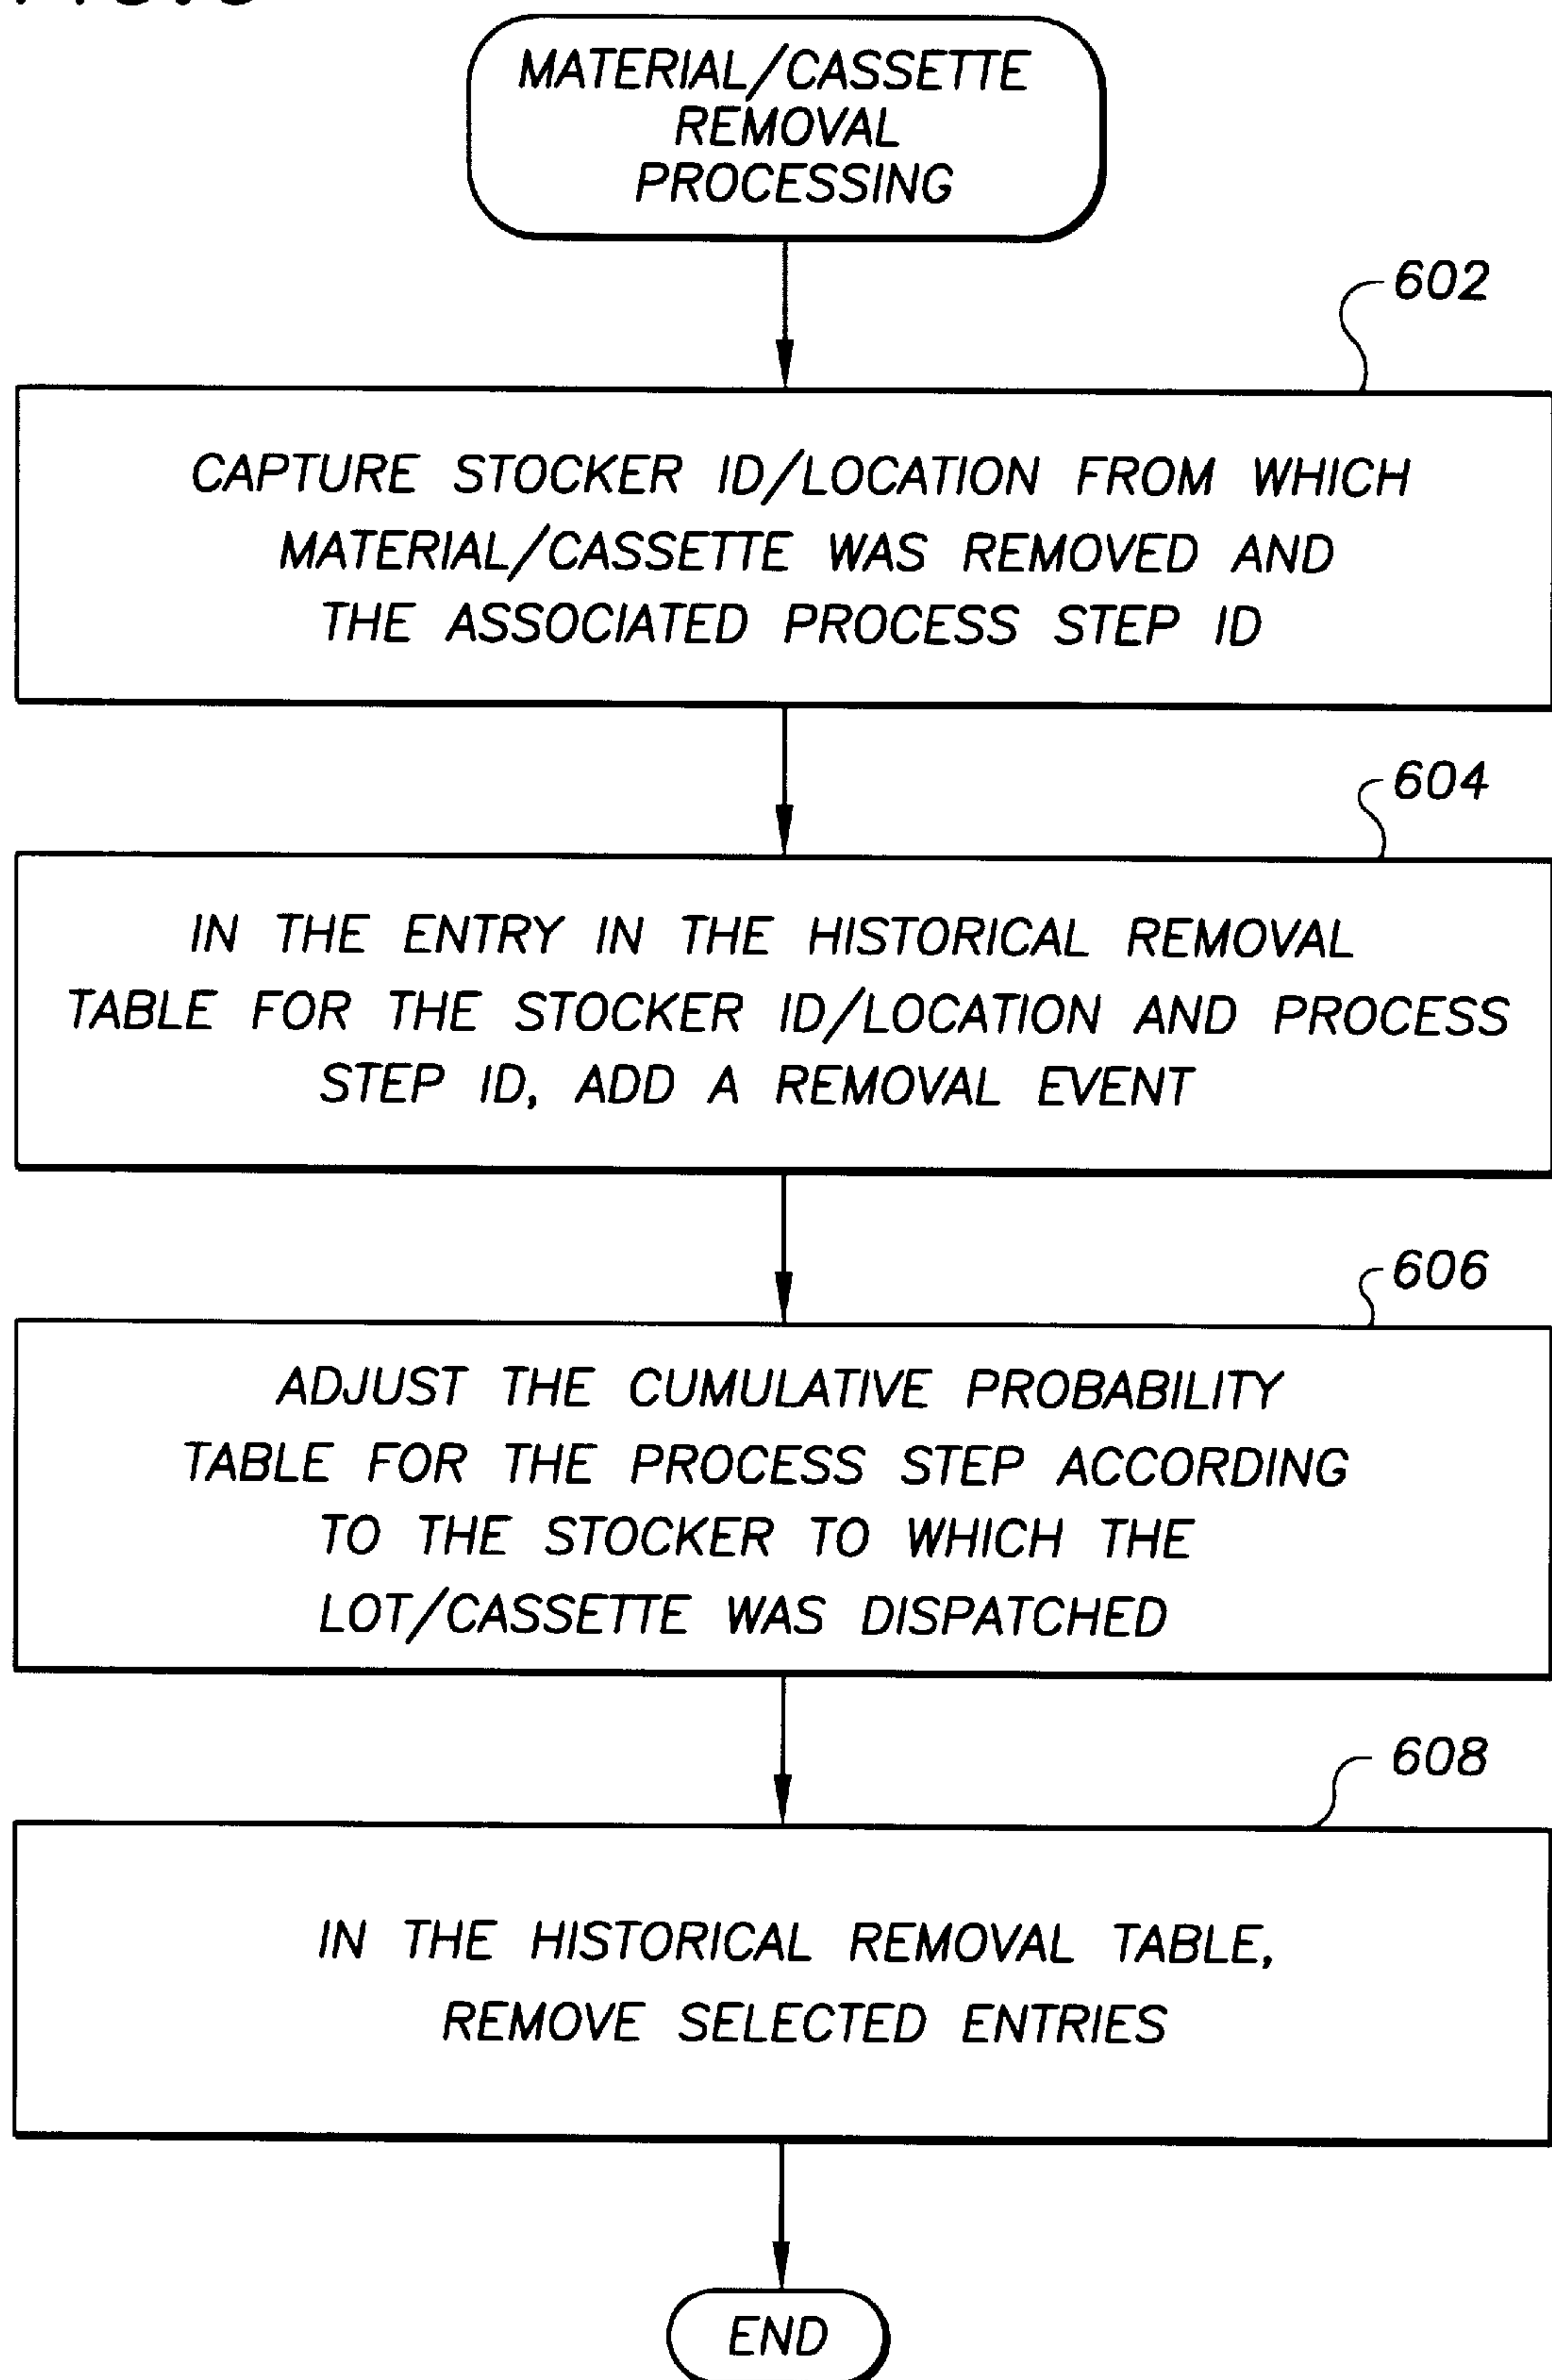 MATERIAL/CASSETTE
REMOVAL
PROCESSING
602
CAPTURE STOCKER ID/LOCATION FROM WHICH
MATERIAL/CASSETTE WAS REMOVED AND
THE ASSOCIATED PROCESS STEP ID
604
IN THE ENTRY IN THE HISTORICAL REMOVAL
TABLE FOR THE STOCKER ID/LOCATION AND PROCESS
STEP ID, ADD A REMOVAL EVENT
606
ADJUST THE CUMULATIVE PROBABILITY
TABLE FOR THE PROCESS STEP ACCORDING
TO THE STOCKER TO WHICH THE
LOT/CASSETTE WAS DISPATCHED
608
IN THE HISTORICAL REMOVAL TABLE,
REMOVE SELECTED ENTRIES
END